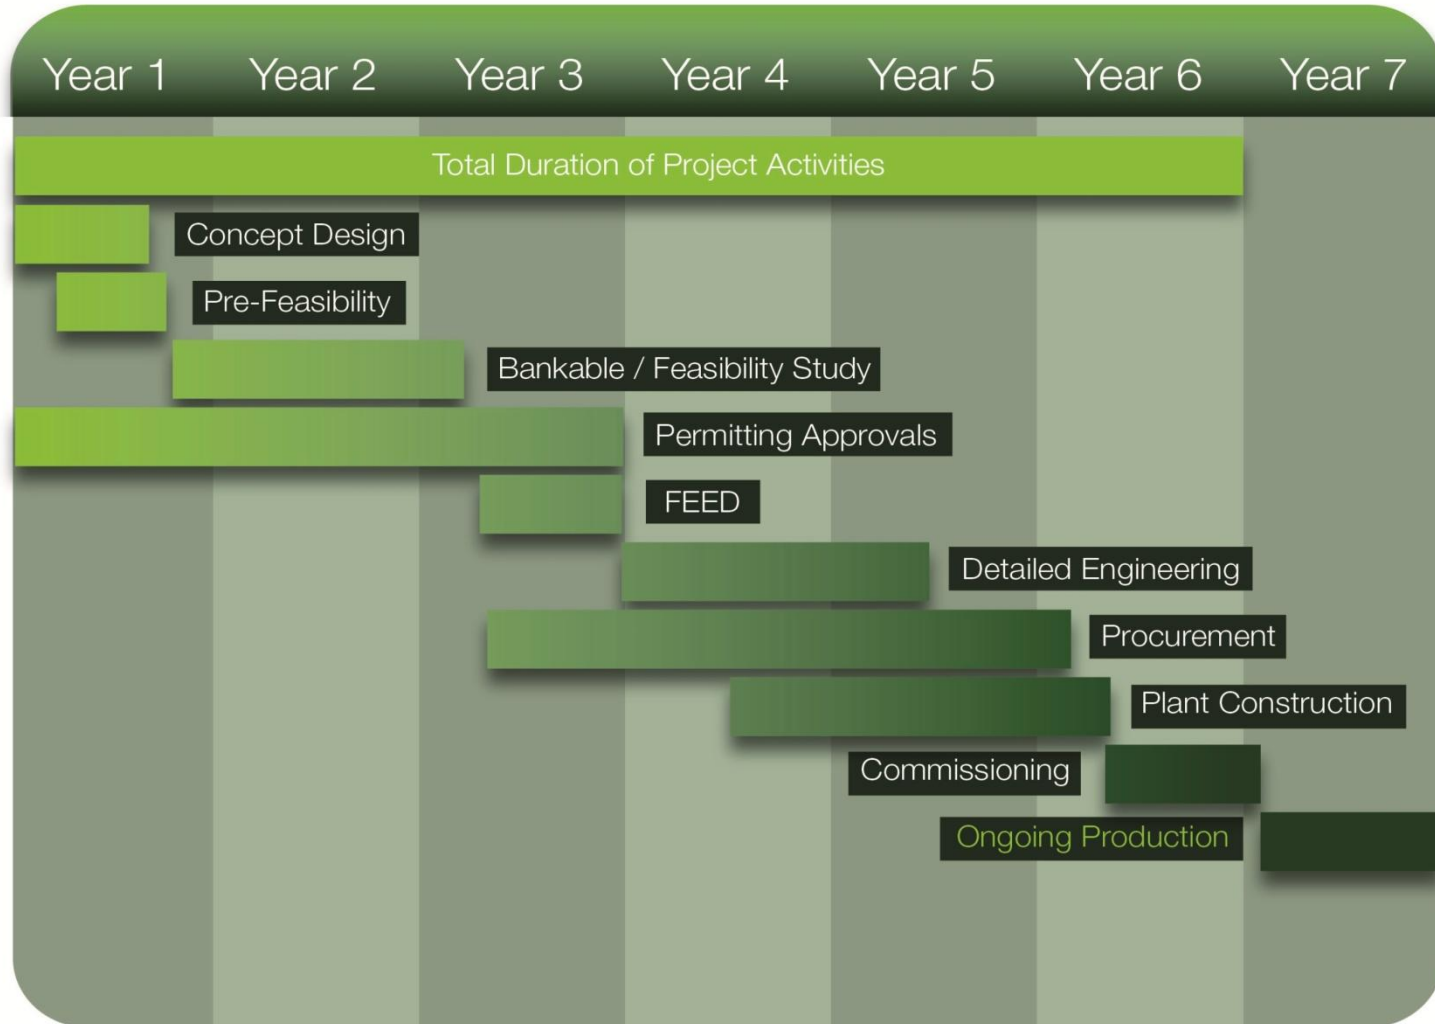 Year 1 Year 2 Year 3 Year 4 Year 5 Year 6 Year 7
Total Duration of Project Activities
Concept Design
Pre-Feasibility
Bankable / Feasibility Study
Permitting Approvals
FEED
Detailed Engineering
Procurement
Plant Construction
Commissioning
Ongoing Production